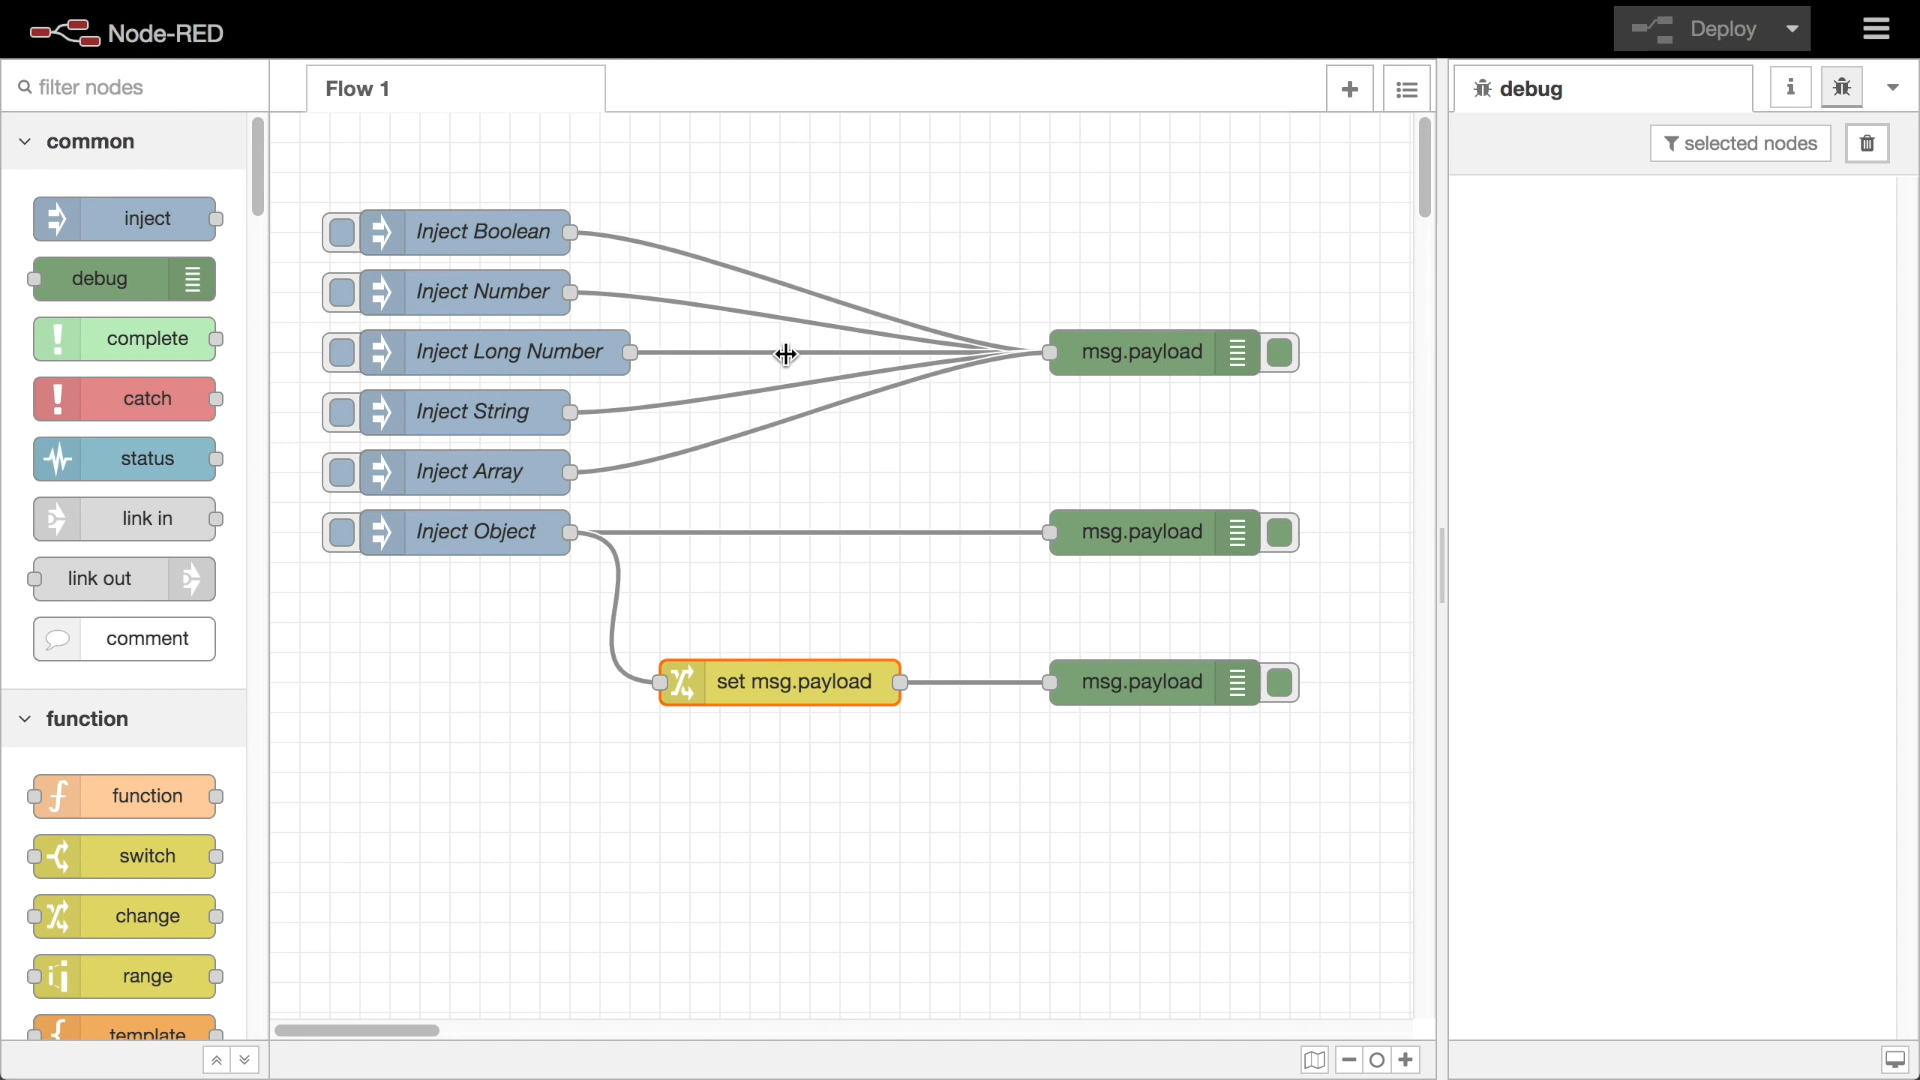 Node-RED
Deploy
filter nodes
Flow 1
debug
selected nodes
common
inject
debug
complete
catch
status
link in
link out
comment
function
function
switch
change
range
template
Inject Boolean
Inject Number
Inject Long Number
Inject String
Inject Array
Inject Object
msg.payload
msg.payload
set msg.payload
msg.payload